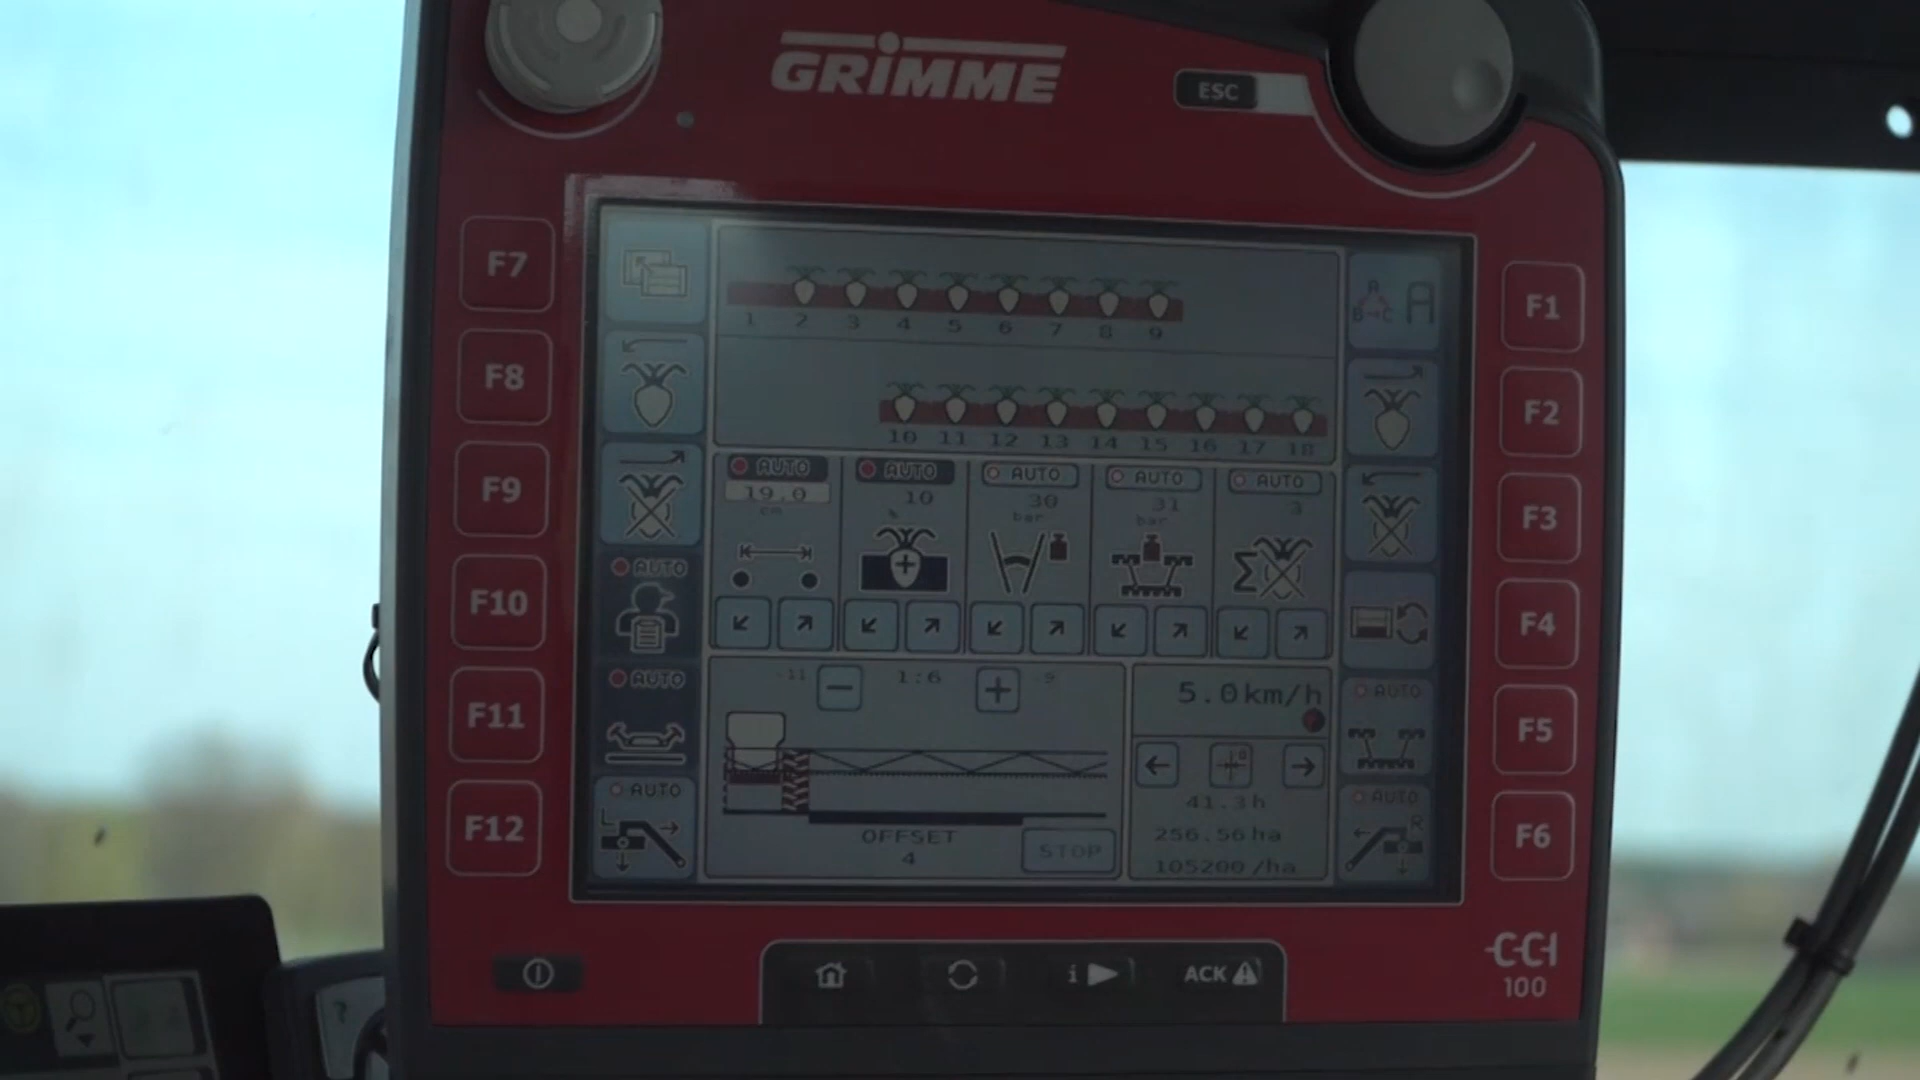 GRIMME
ESC
F7
F8
F9
F10
F11
F12
F1
F2
F3
F4
F5
F6
A
B C A
1 2 3 4 5 6 7 8 9
10 11 12 13 14 15 16 17 18
AUTO AUTO AUTO AUTO AUTO
19.0 10 30 31 3
cm % bar bar
Σ
AUTO
AUTO
AUTO
L
AUTO
AUTO
R
-11 − 1:6 + -9
5.0 km/h
41.3 h
256.56 ha
105200 /ha
OFFSET
4
STOP
i ACK
CCI
100
?